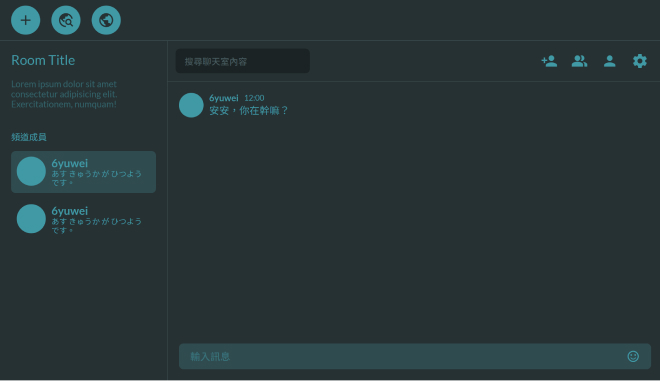 Room Title
搜尋聊天室內容
Lorem ipsum dolor sit amet
consectetur adipisicing elit.
Exercitationem, numquam!
6yuwei 12:00
安安，你在幹嘛？
頻道成員
6yuwei
あす きゅうか が ひつよう
です。
6yuwei
あす きゅうか が ひつよう
です。
輸入訊息